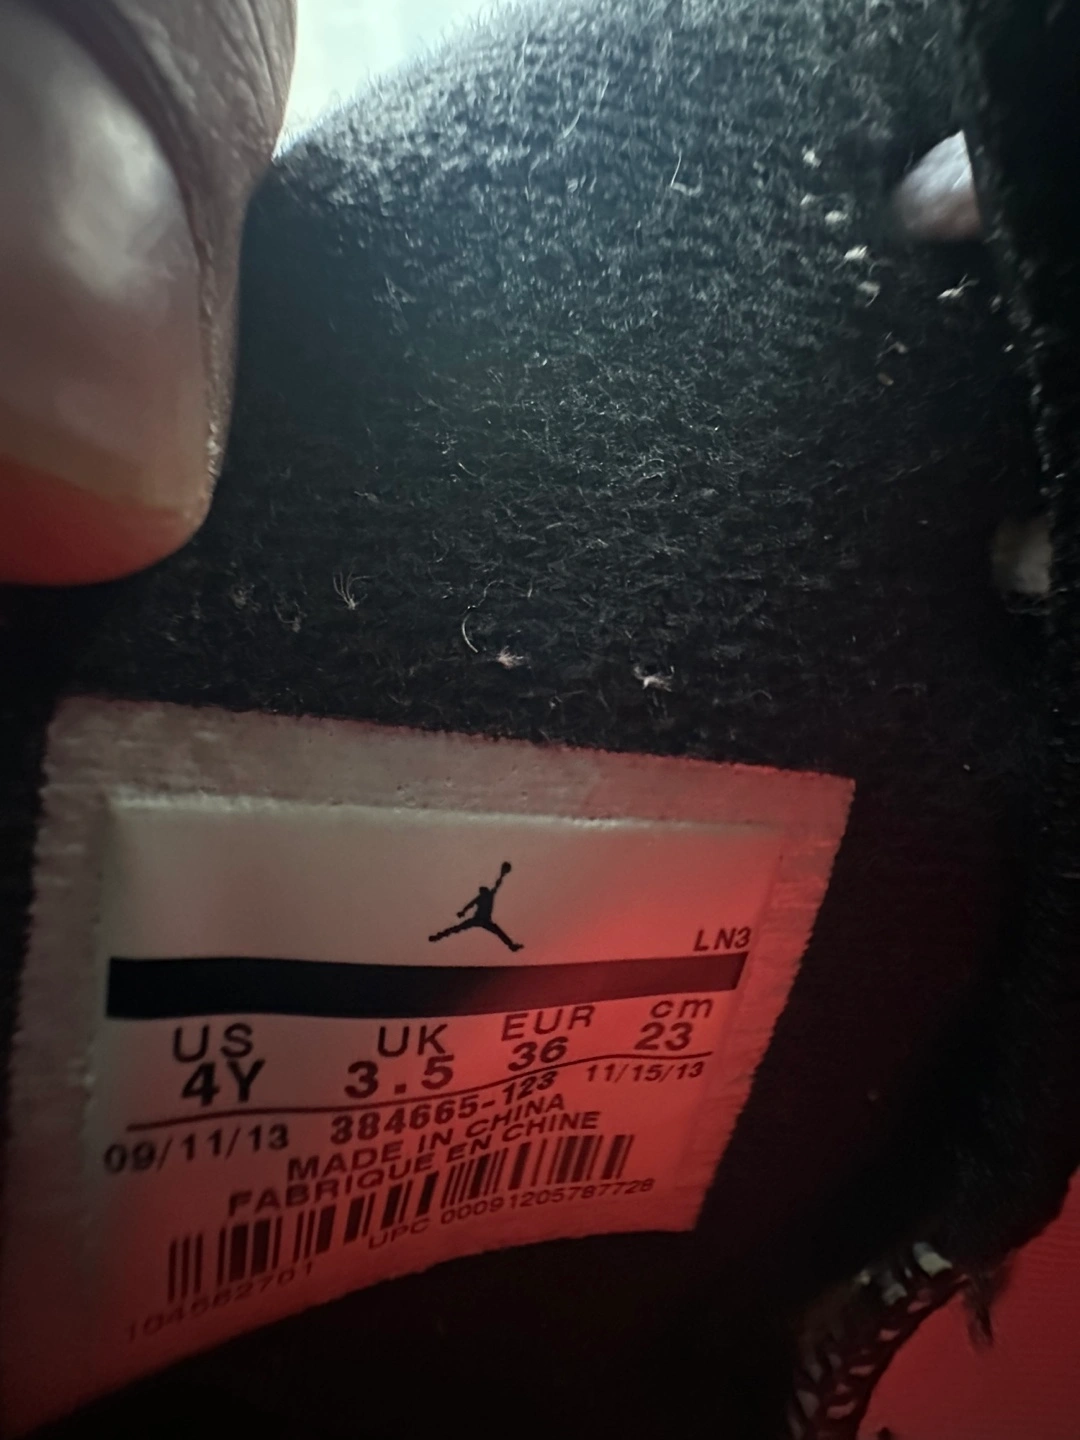 LN3
US UK EUR cm
4Y 3.5 36 23
09/11/13 384665-123 11/15/13
MADE IN CHINA
FABRIQUE EN CHINE
UPC 00091205787728